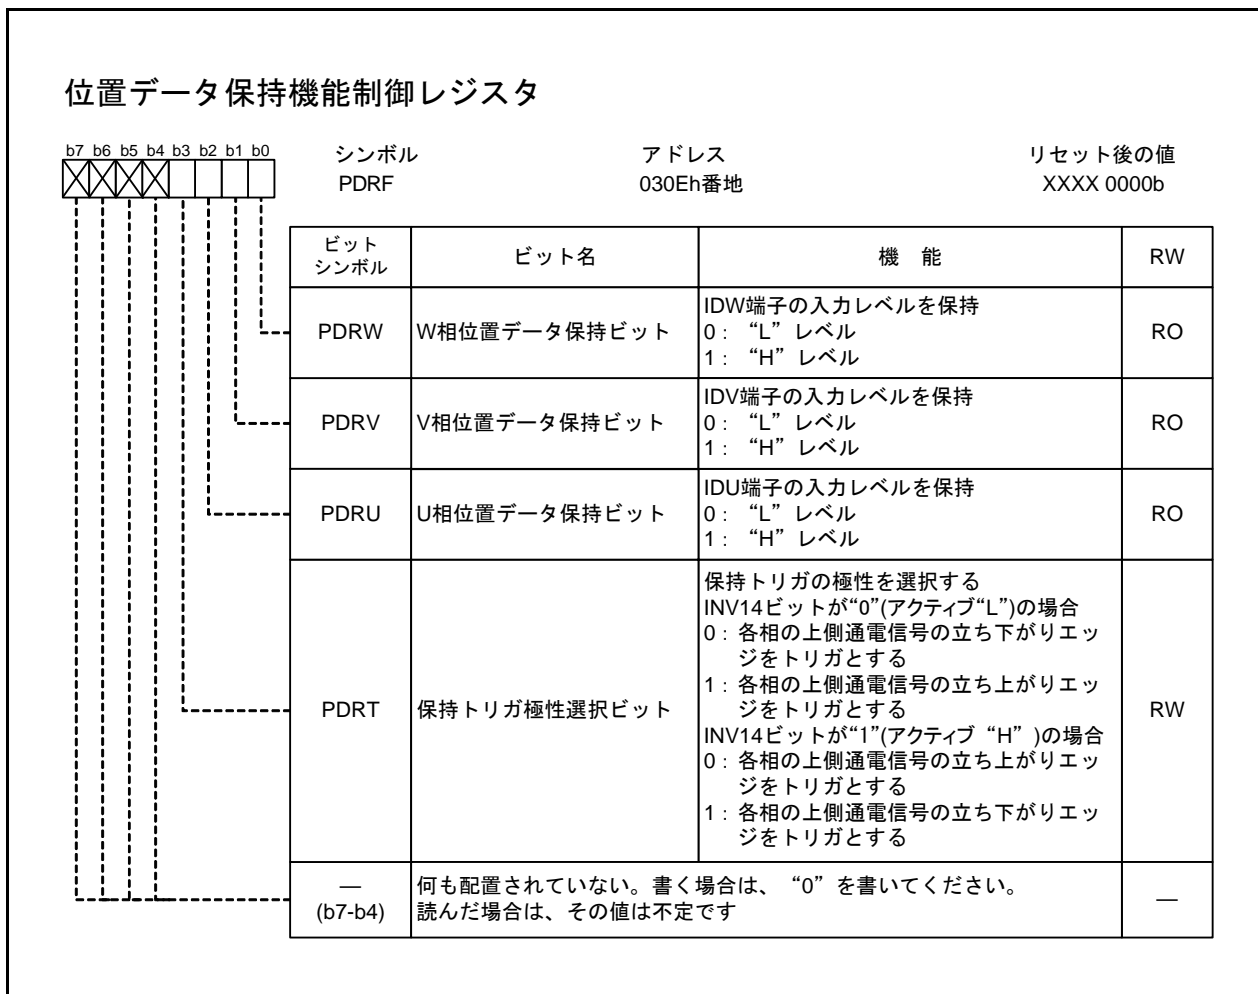 位置データ保持機能制御レジスタ
b7 b6 b5 b4 b3 b2 b1 b0
シンボル
PDRF
アドレス
030Eh番地
リセット後の値
XXXX 0000b
ビット
シンボル
ビット名
機 能
RW
PDRW
W相位置データ保持ビット
IDW端子の入力レベルを保持
0: “L”レベル
1: “H”レベル
RO
PDRV
V相位置データ保持ビット
IDV端子の入力レベルを保持
0: “L”レベル
1: “H”レベル
RO
PDRU
U相位置データ保持ビット
IDU端子の入力レベルを保持
0: “L”レベル
1: “H”レベル
RO
PDRT
保持トリガ極性選択ビット
保持トリガの極性を選択する
INV14ビットが“0”(アクティブ“L”)の場合
0: 各相の上側通電信号の立ち下がりエッ
ジをトリガとする
1: 各相の上側通電信号の立ち上がりエッ
ジをトリガとする
INV14ビットが“1”(アクティブ “H” )の場合
0: 各相の上側通電信号の立ち上がりエッ
ジをトリガとする
1: 各相の上側通電信号の立ち下がりエッ
ジをトリガとする
RW
—
(b7-b4)
何も配置されていない。書く場合は、“0”を書いてください。
読んだ場合は、その値は不定です
—